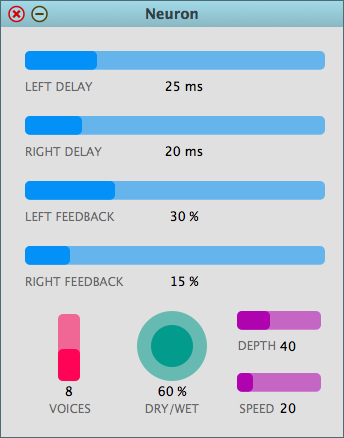 Neuron
LEFT DELAY 25 ms
RIGHT DELAY 20 ms
LEFT FEEDBACK 30 %
RIGHT FEEDBACK 15 %
DEPTH 40
8
60 %
VOICES
DRY/WET
SPEED 20